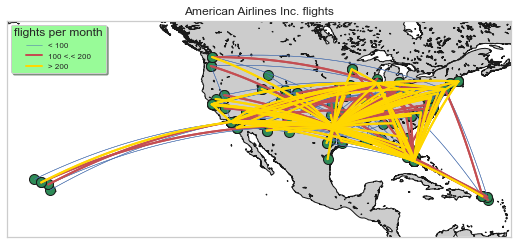 American Airlines Inc. flights
flights per month
< 100
100 < . < 200
> 200